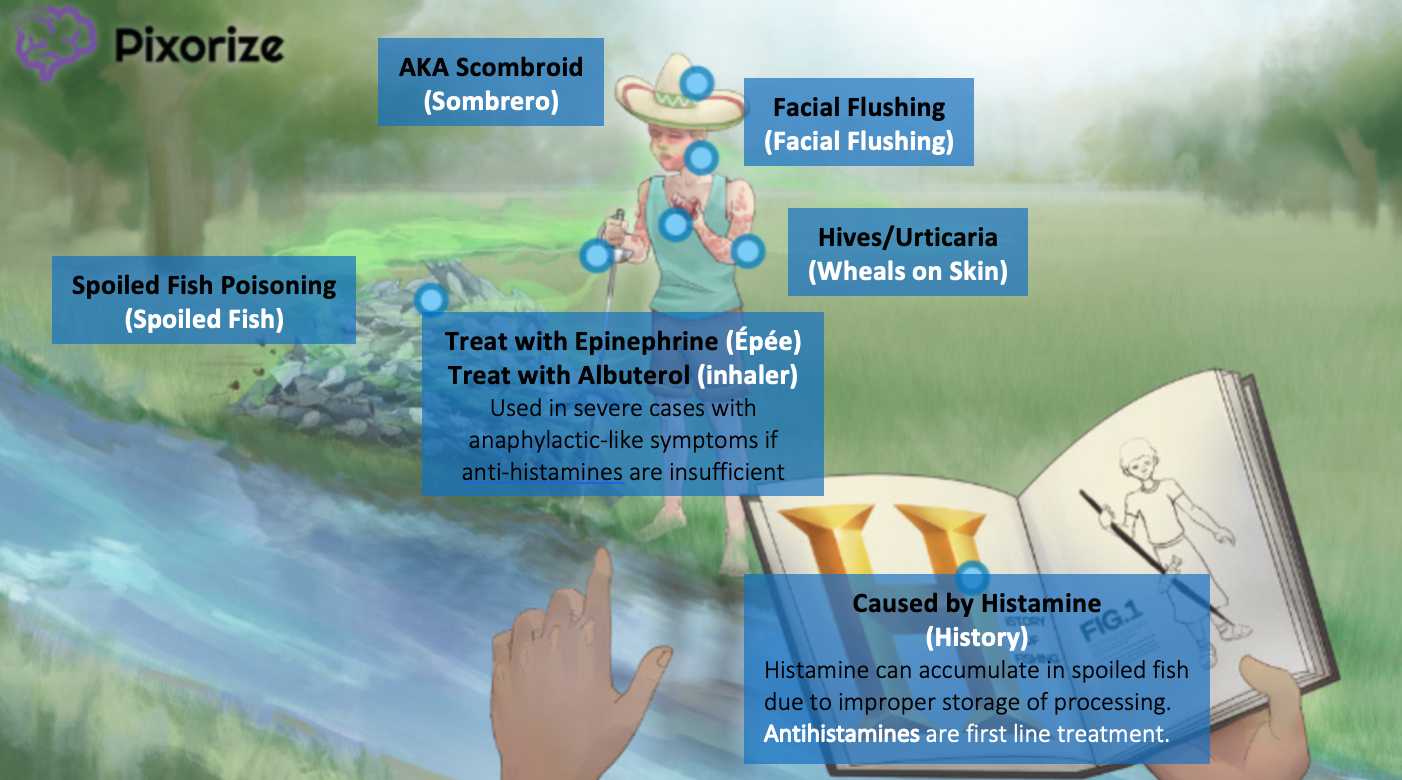 Pixorize
AKA Scombroid
(Sombrero)
Facial Flushing
(Facial Flushing)
Hives/Urticaria
(Wheals on Skin)
Spoiled Fish Poisoning
(Spoiled Fish)
Treat with Epinephrine (Épée)
Treat with Albuterol (inhaler)
Used in severe cases with
anaphylactic-like symptoms if
anti-histamines are insufficient
H
FIG.1
Caused by Histamine
(History)
Histamine can accumulate in spoiled fish
due to improper storage of processing.
Antihistamines are first line treatment.